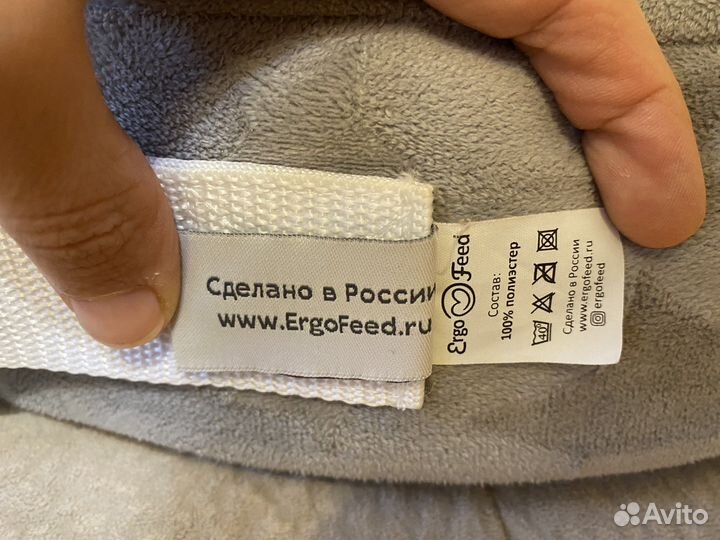 Сделано в России
www.ErgoFeed.ru
Ergo Feed
Состав:
100% полиэстер
40°
Сделано в России
www.ergofeed.ru
ergofeed
Avito